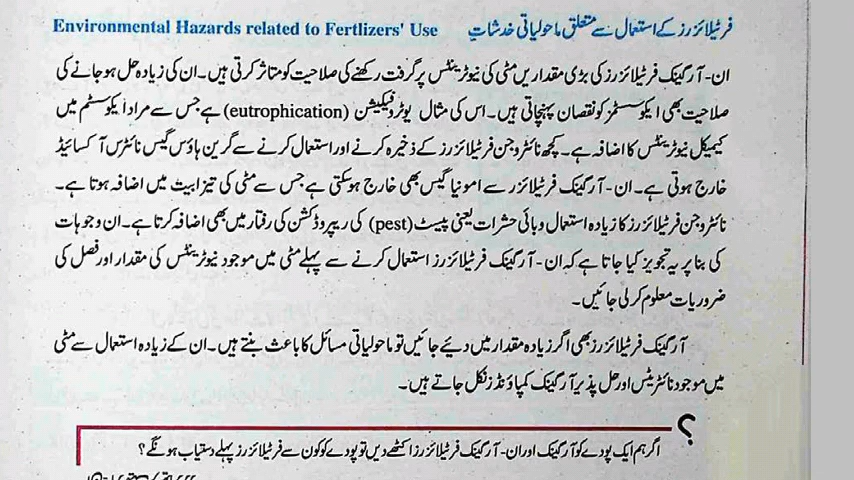 فرٹیلائزرز کے استعمال سے متعلق ماحولیاتی خدشات Environmental Hazards related to Fertlizers' Use
ان-آرگینک فرٹیلائزرز کی بڑی مقداریں مٹی کی نیوٹرینٹس پر گرفت رکھنے کی صلاحیت کو متاثر کرتی ہیں۔ ان کی زیادہ حل ہو جانے کی
صلاحیت بھی ایکوسسٹمز کو نقصان پہنچاتی ہیں۔ اس کی مثال یوٹروفیکیشن (eutrophication) ہے جس سے مراد ایکوسسٹم میں
کیمیکل نیوٹرینٹس کا اضافہ ہے۔ کچھ نائٹروجن فرٹیلائزرز کے ذخیرہ کرنے اور استعمال کرنے سے گرین ہاؤس گیس نائٹرس آکسائیڈ
خارج ہوتی ہے۔ ان-آرگینک فرٹیلائزرز سے امونیا گیس بھی خارج ہو سکتی ہے جس سے مٹی کی تیزابیت میں اضافہ ہوتا ہے۔
نائٹروجن فرٹیلائزرز کا زیادہ استعمال وبائی حشرات یعنی پیسٹ (pest) کی ریپروڈکشن کی رفتار میں بھی اضافہ کرتا ہے۔ ان وجوہات
کی بنا پر یہ تجویز کیا جاتا ہے کہ ان-آرگینک فرٹیلائزرز استعمال کرنے سے پہلے مٹی میں موجود نیوٹرینٹس کی مقدار اور فصل کی
ضروریات معلوم کر لی جائیں۔
آرگینک فرٹیلائزرز بھی اگر زیادہ مقدار میں دیئے جائیں تو ماحولیاتی مسائل کا باعث بنتے ہیں۔ ان کے زیادہ استعمال سے مٹی
میں موجود نائٹریٹس اور حل پذیر آرگینک کمپاؤنڈز نکل جاتے ہیں۔
؟
اگر ہم ایک پودے کو آرگینک اور ان-آرگینک فرٹیلائزرز اکٹھے دیں تو پودے کو کون سے فرٹیلائزرز پہلے دستیاب ہونگے؟